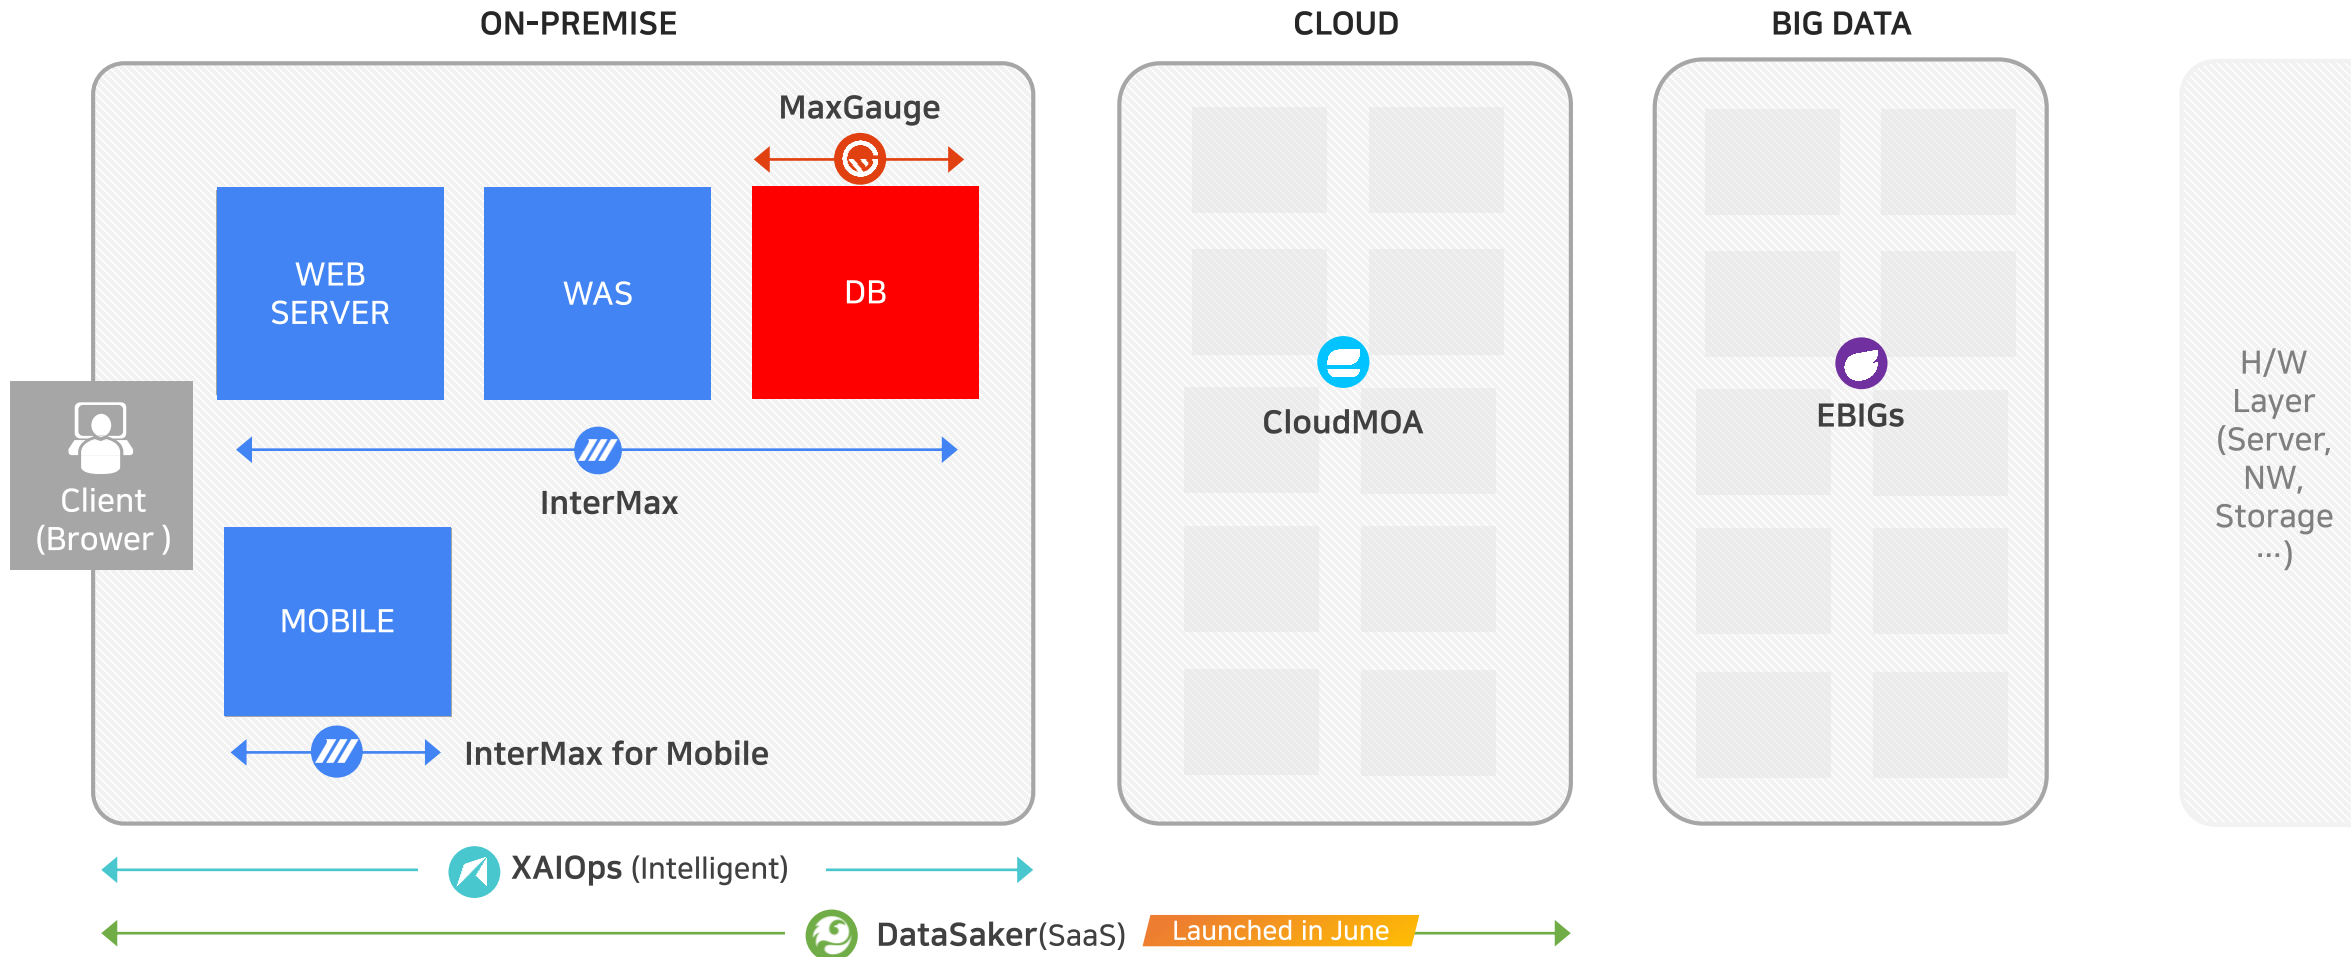 ON-PREMISE
CLOUD
BIG DATA
MaxGauge
WEB
SERVER
WAS
DB
InterMax
Client
(Brower )
MOBILE
InterMax for Mobile
CloudMOA
EBIGs
H/W
Layer
(Server,
NW,
Storage
…)
XAIOps (Intelligent)
DataSaker(SaaS)
Launched in June